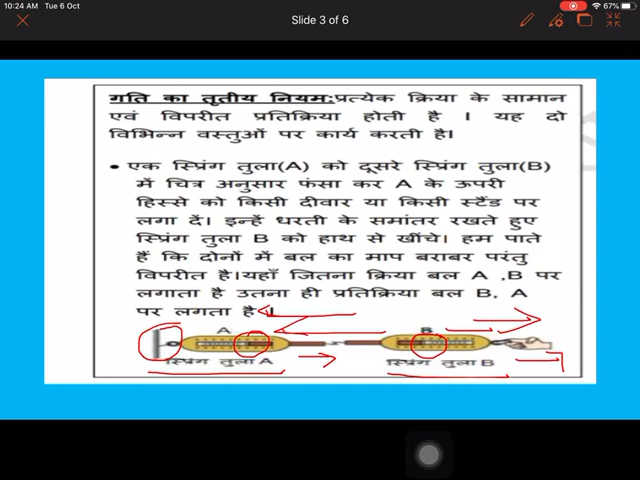 10:24 AM Tue 6 Oct
67%
Slide 3 of 6
गति का तृतीय नियम:प्रत्येक क्रिया के सामान
एवं विपरीत प्रतिक्रिया होती है । यह दो
विभिन्न वस्तुओं पर कार्य करती है।
• एक स्प्रिंग तुला(A) को दूसरे स्प्रिंग तुला(B)
में चित्र अनुसार फंसा कर A के ऊपरी
हिस्से को किसी दीवार या किसी स्टैंड पर
लगा दें। इन्हें धरती के समांतर रखते हुए
स्प्रिंग तुला B को हाथ से खींचे। हम पाते
हैं कि दोनों में बल का माप बराबर परंतु
विपरीत है।यहाँ जितना क्रिया बल A ,B पर
लगाता है उतना ही प्रतिक्रिया बल B, A
पर लगता है ।
A B
स्प्रिंग तुला A स्प्रिंग तुला B